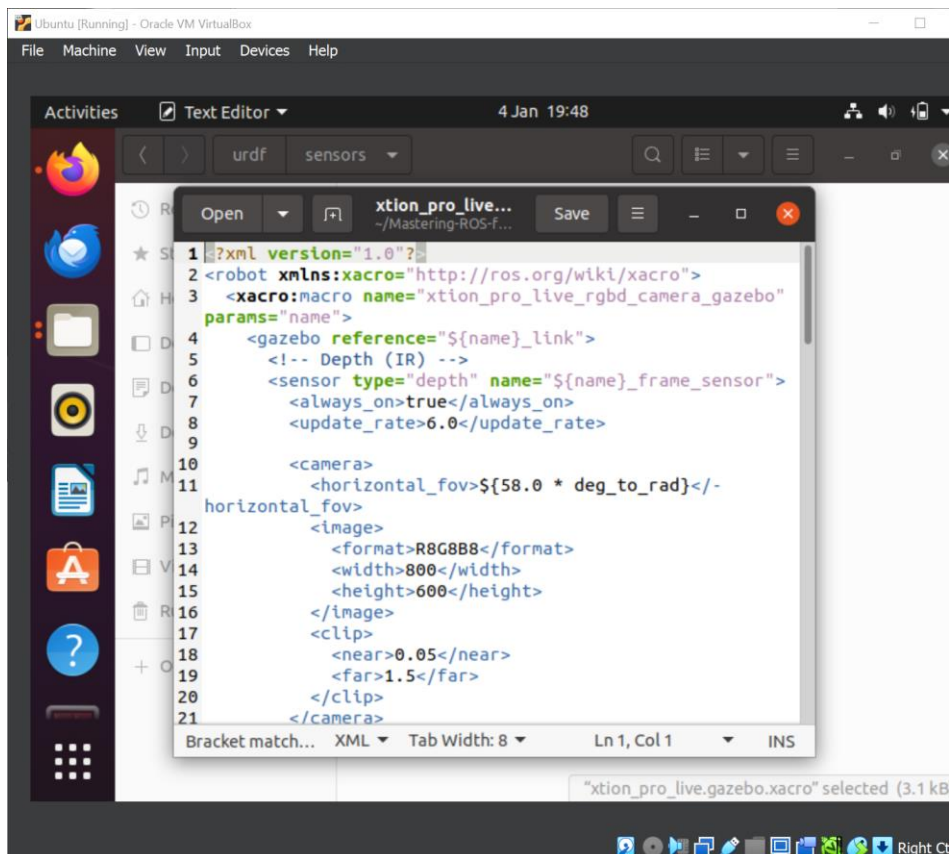 Ubuntu [Running] - Oracle VM VirtualBox
File Machine View Input Devices Help
Activities Text Editor 4 Jan 19:48
urdf sensors
Open xtion_pro_live... Save
~/Mastering-ROS-f...
1 <?xml version="1.0"?>
2 <robot xmlns:xacro="http://ros.org/wiki/xacro">
3 <xacro:macro name="xtion_pro_live_rgbd_camera_gazebo"
params="name">
4 <gazebo reference="${name}_link">
5 <!-- Depth (IR) -->
6 <sensor type="depth" name="${name}_frame_sensor">
7 <always_on>true</always_on>
8 <update_rate>6.0</update_rate>
9
10 <camera>
11 <horizontal_fov>${58.0 * deg_to_rad}</-
horizontal_fov>
12 <image>
13 <format>R8G8B8</format>
14 <width>800</width>
15 <height>600</height>
16 </image>
17 <clip>
18 <near>0.05</near>
19 <far>1.5</far>
20 </clip>
21 </camera>
Bracket match... XML Tab Width: 8 Ln 1, Col 1 INS
"xtion_pro_live.gazebo.xacro" selected (3.1 kB
Right Ct